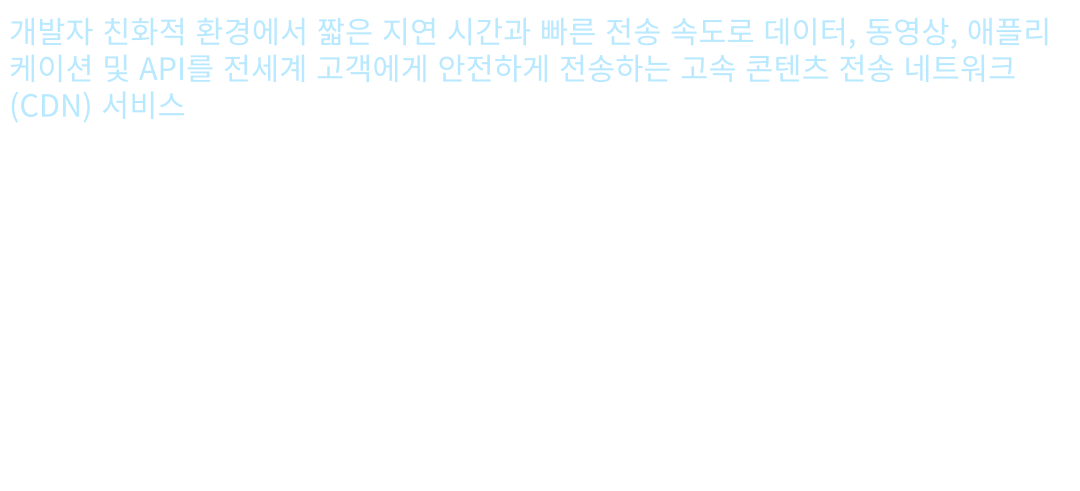 개발자 친화적 환경에서 짧은 지연 시간과 빠른 전송 속도로 데이터, 동영상, 애플리
케이션 및 API를 전세계 고객에게 안전하게 전송하는 고속 콘텐츠 전송 네트워크
(CDN) 서비스